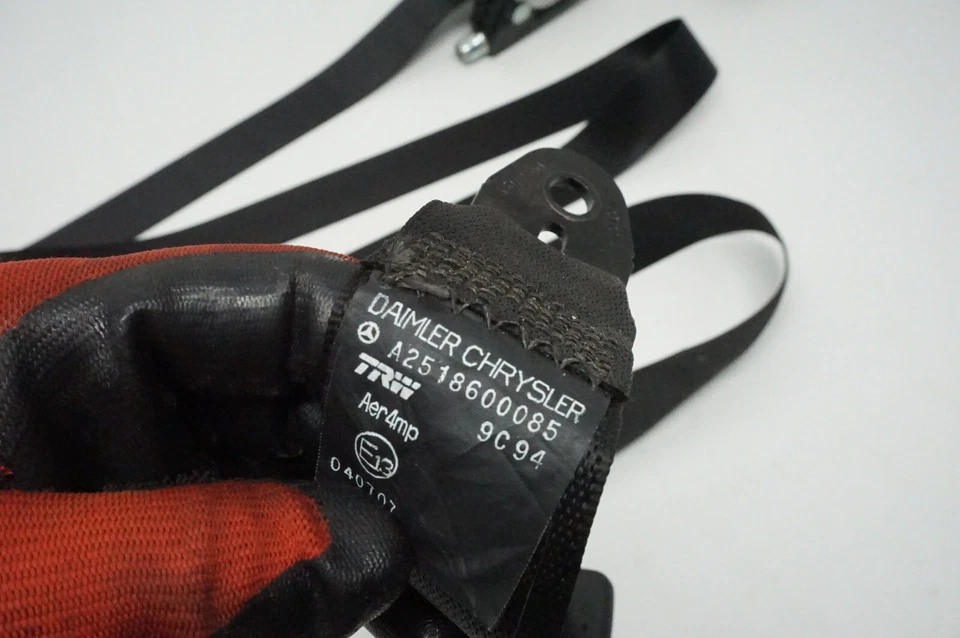 DAIMLER CHRYSLER
A2518600085
TRW 9C94
Aer4mp
E13
040707